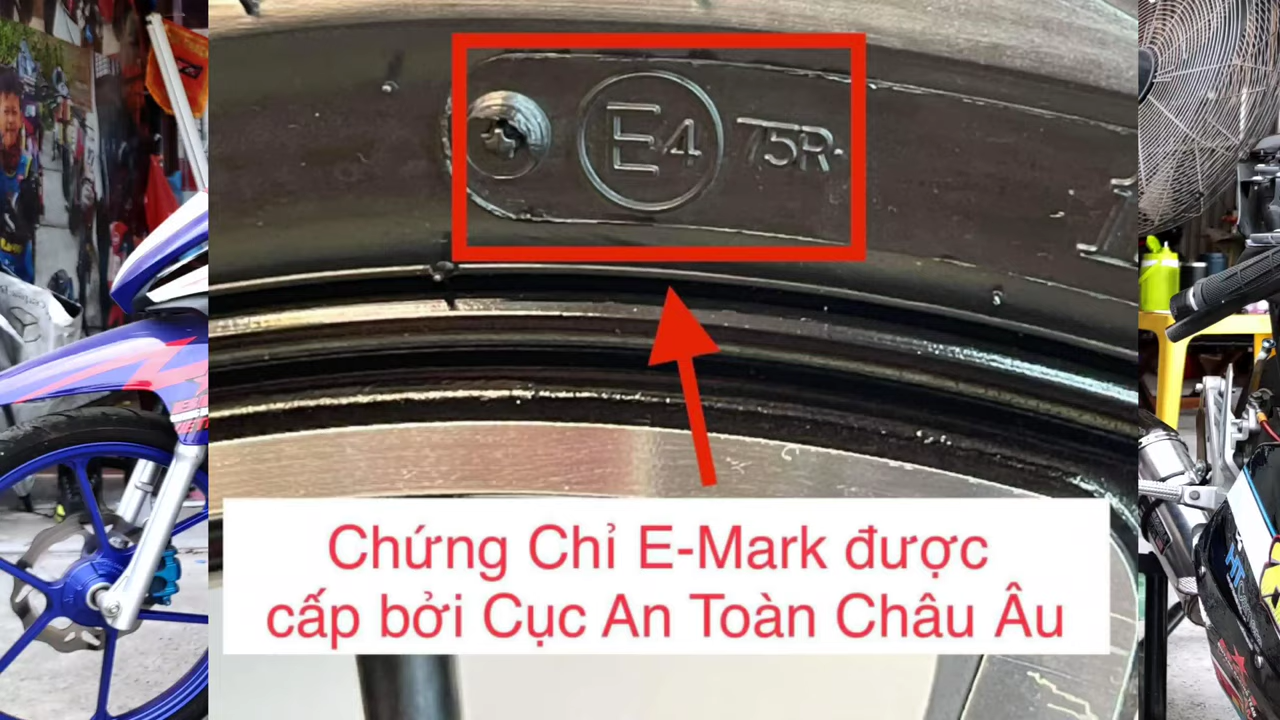 E4 75R-
Chứng Chỉ E-Mark được
cấp bởi Cục An Toàn Châu Âu